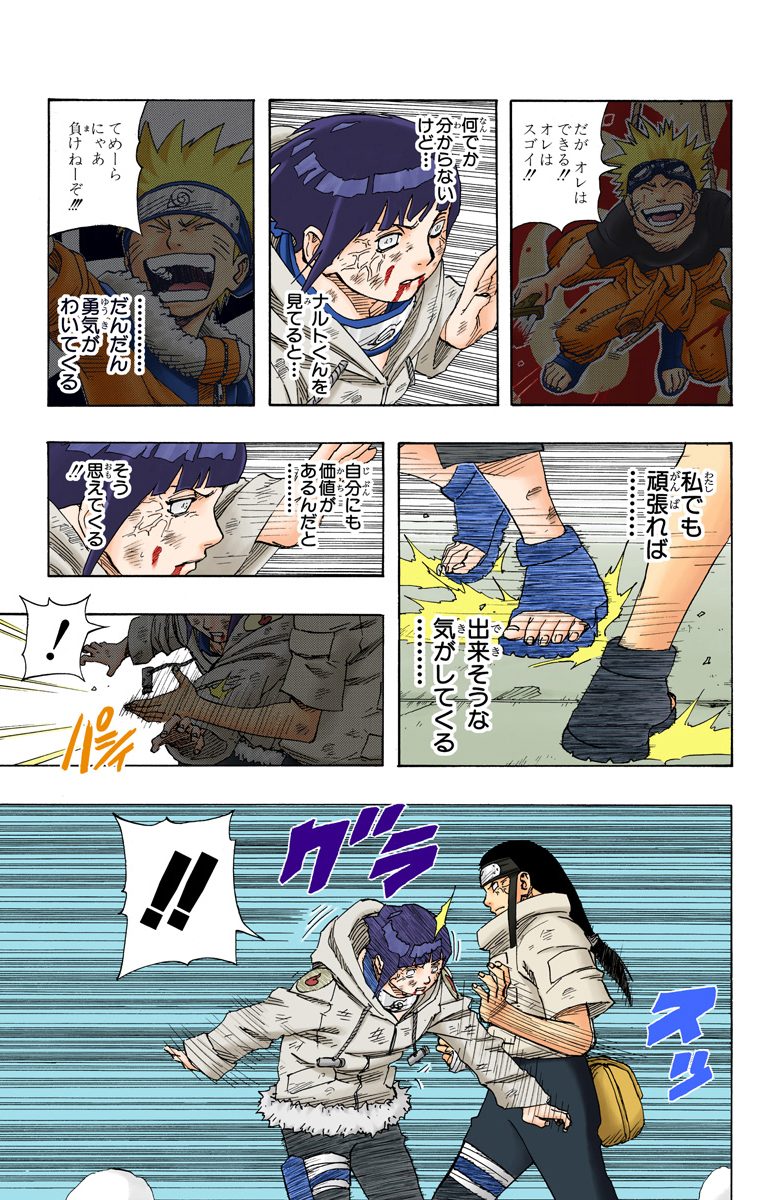 だが オレは
できる!!
オレは
スゴイ!!
何でか
分からない
けど…
ナルトくんを
見てると…
てめーら
にゃあ
負けねーぞ!!!
…………
だんだん
勇気が
わいてくる
私でも
頑張れば
…………
出来そうな
気がしてくる
…………
自分にも
価値が
あるんだと
…………
そう
思えてくる
!!
!
パシィ
!!
グラ
スッ